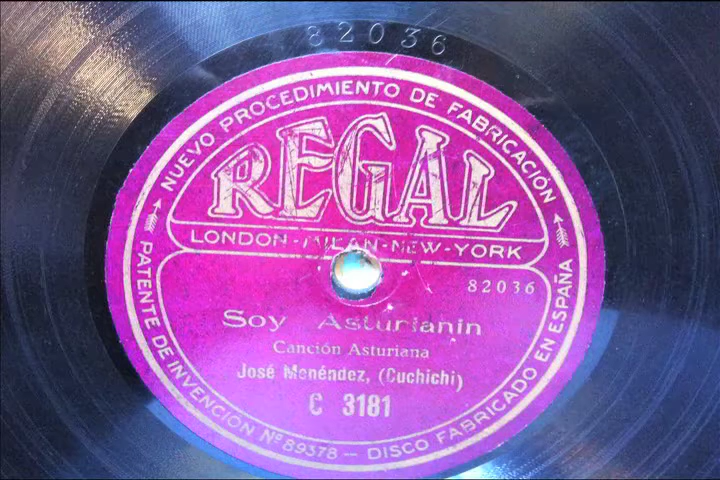 82036
NUEVO PROCEDIMIENTO DE FABRICACIÓN
REGAL
LONDON-MILAN-NEW-YORK
82036
Soy Asturianin
Canción Asturiana
José Menéndez, (Cuchichi)
C 3181
PATENTE DE INVENCIÓN Nº 89378 — DISCO FABRICADO EN ESPAÑA